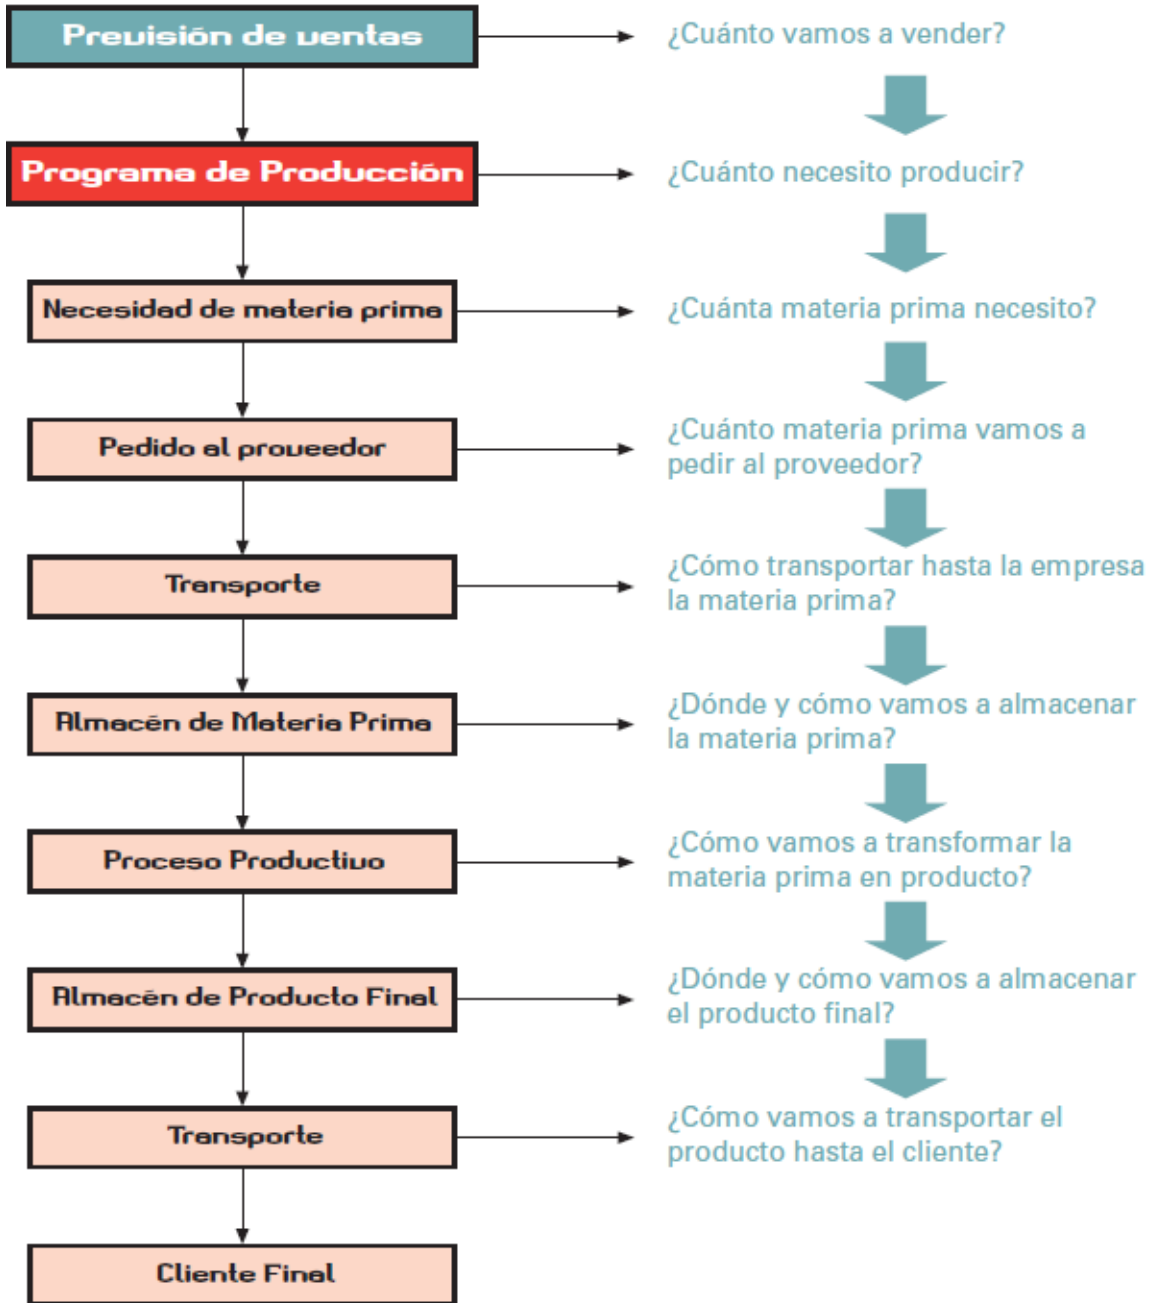 Previsión de ventas
¿Cuánto vamos a vender?
Programa de Producción
¿Cuánto necesito producir?
Necesidad de materia prima
¿Cuánta materia prima necesito?
Pedido al proveedor
¿Cuánto materia prima vamos a
pedir al proveedor?
Transporte
¿Cómo transportar hasta la empresa
la materia prima?
Almacén de Materia Prima
¿Dónde y cómo vamos a almacenar
la materia prima?
Proceso Productivo
¿Cómo vamos a transformar la
materia prima en producto?
Almacén de Producto Final
¿Dónde y cómo vamos a almacenar
el producto final?
Transporte
¿Cómo vamos a transportar el
producto hasta el cliente?
Cliente Final